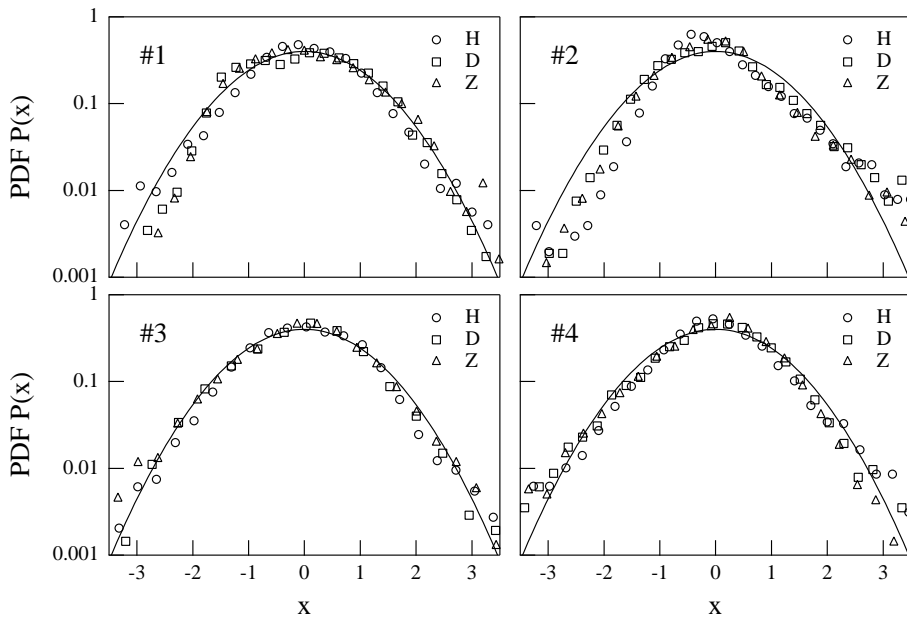 1
0.1
0.01
0.001
PDF P(x)
#1
H
D
Z
#2
H
D
Z
1
0.1
0.01
0.001
PDF P(x)
#3
H
D
Z
#4
H
D
Z
-3 -2 -1 0 1 2 3
-3 -2 -1 0 1 2 3
x
x